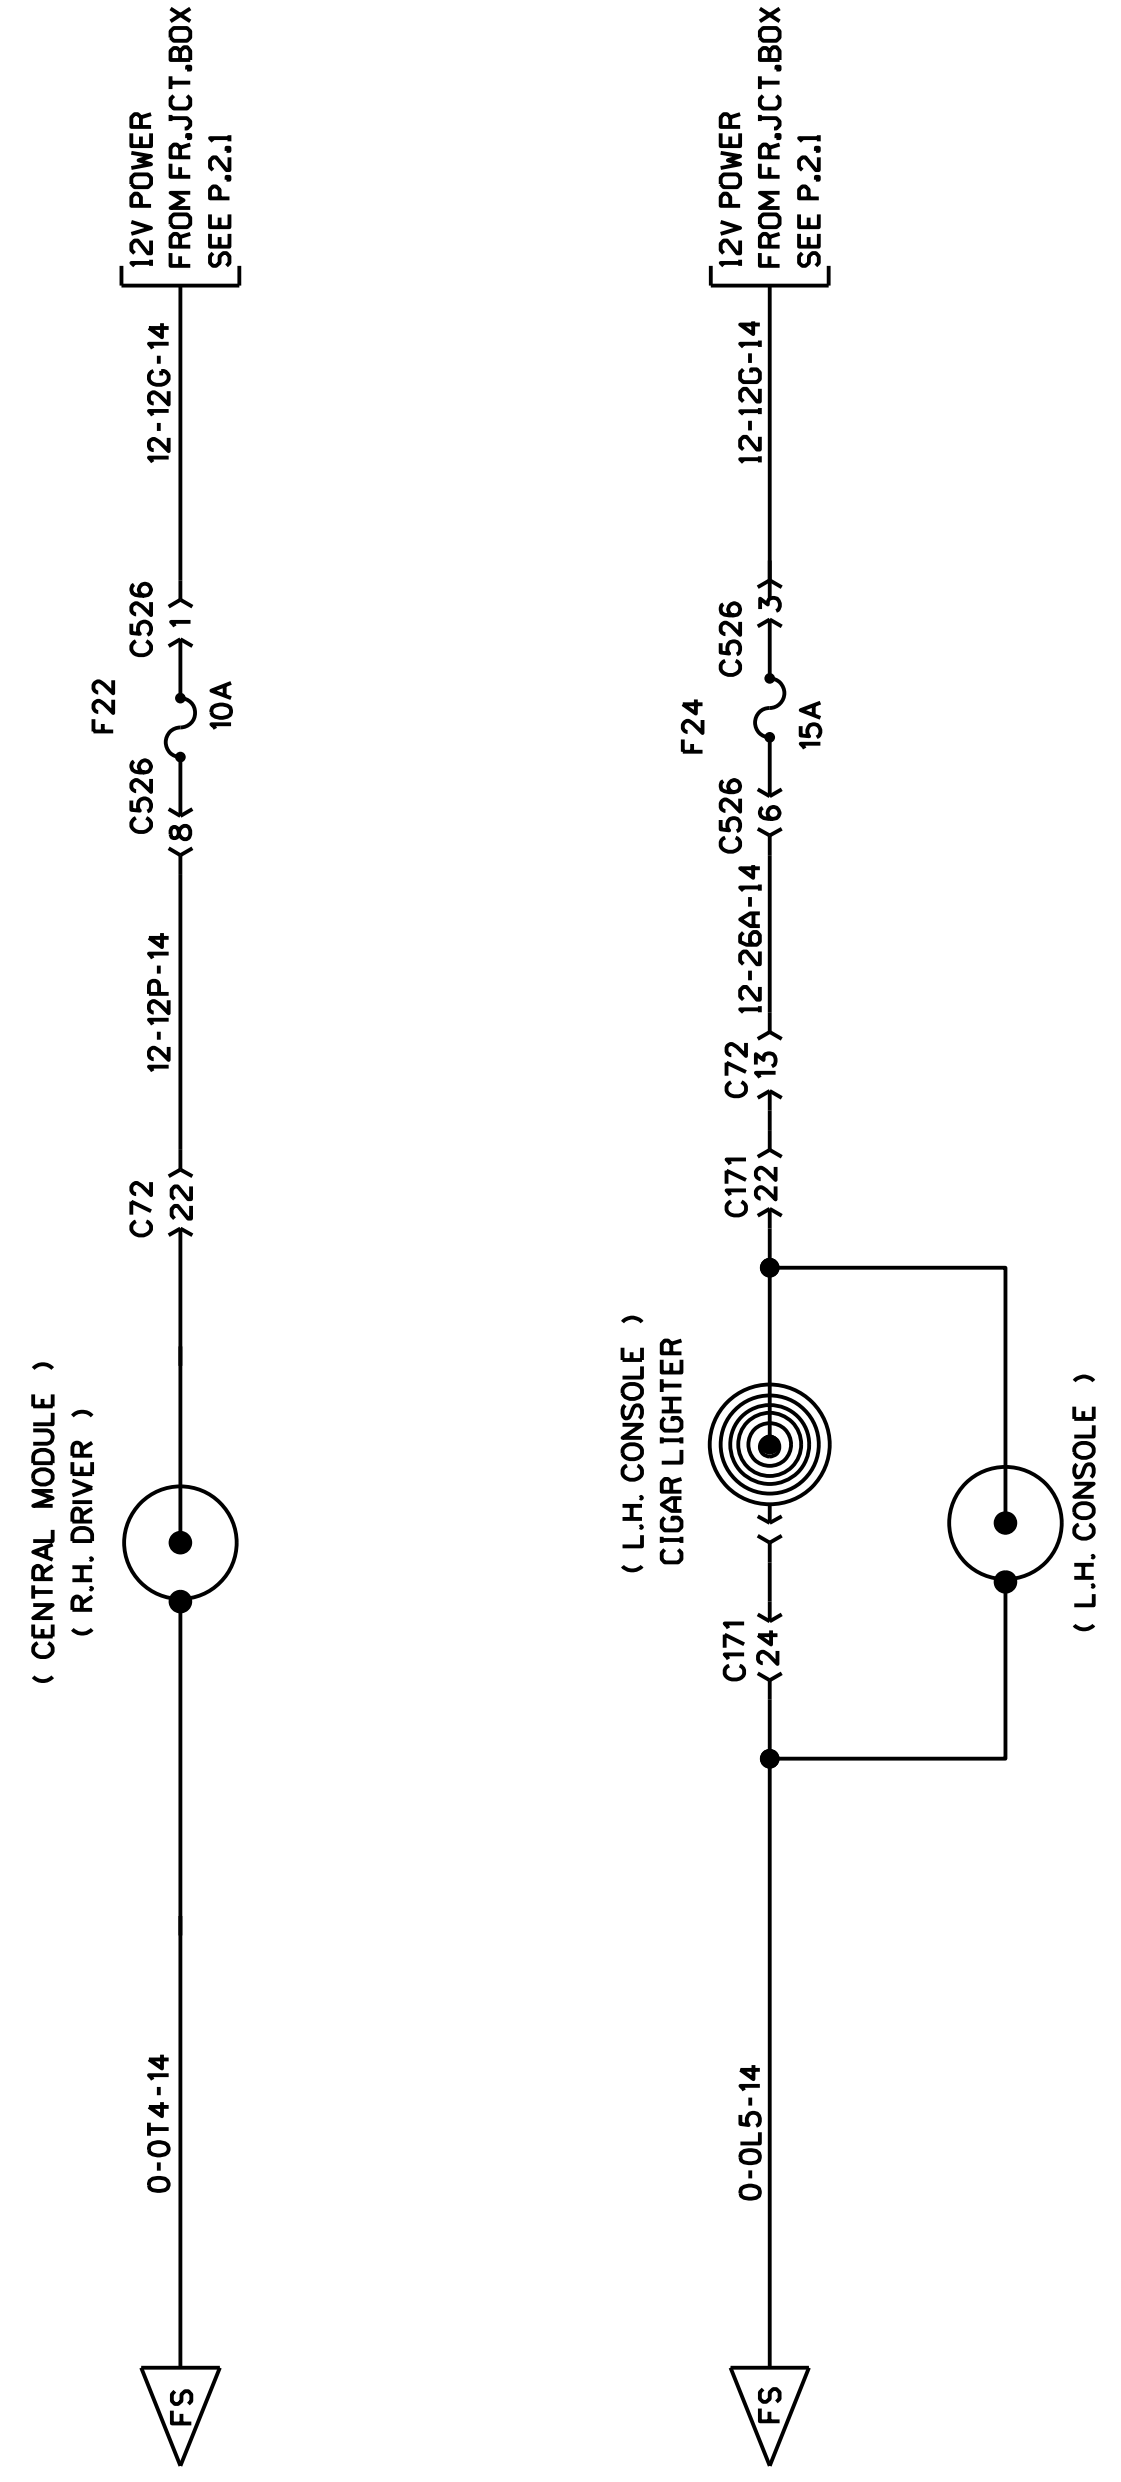 12V POWER
FROM FR.JCT.BOX
SEE P.2.1
12-12G-14
C526
1
F22
10A
C526
8
12-12P-14
C72
22
( CENTRAL MODULE )
( R.H. DRIVER )
0-0T4-14
FS
12V POWER
FROM FR.JCT.BOX
SEE P.2.1
12-12G-14
C526
3
F24
15A
C526
6
12-26A-14
C72
13
C171
22
( L.H. CONSOLE )
CIGAR LIGHTER
( L.H. CONSOLE )
C171
24
0-0L5-14
FS